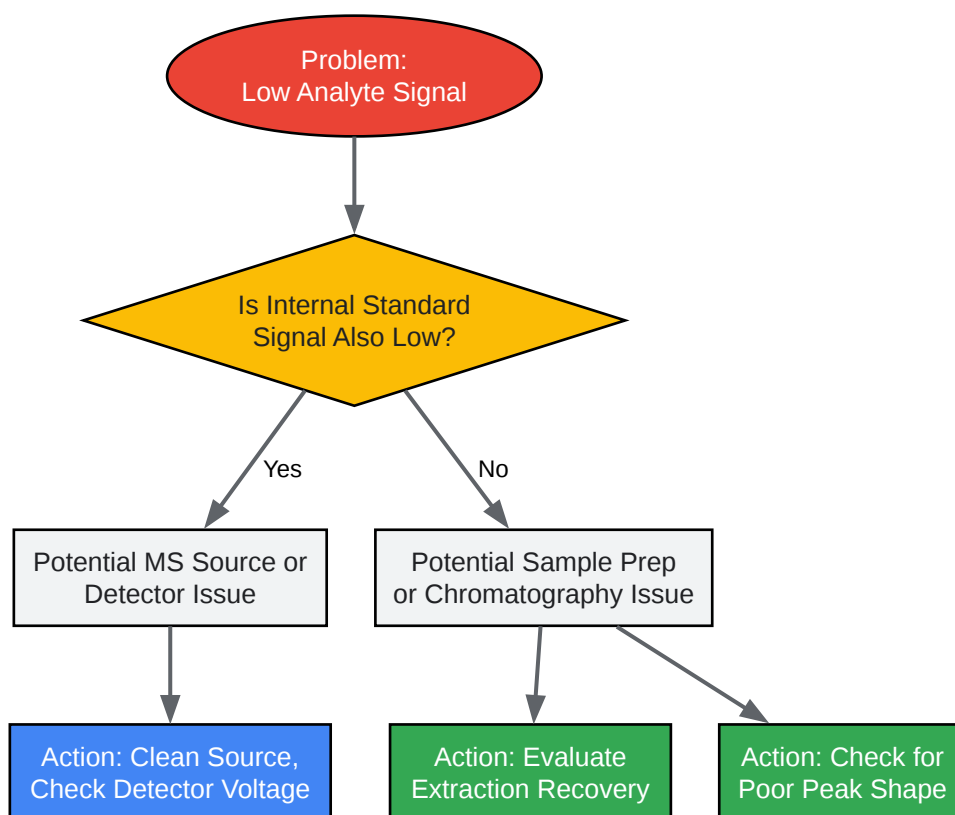 Problem:
Low Analyte Signal
Is Internal Standard
Signal Also Low?
Yes
No
Potential MS Source or
Detector Issue
Potential Sample Prep
or Chromatography Issue
Action: Clean Source,
Check Detector Voltage
Action: Evaluate
Extraction Recovery
Action: Check for
Poor Peak Shape